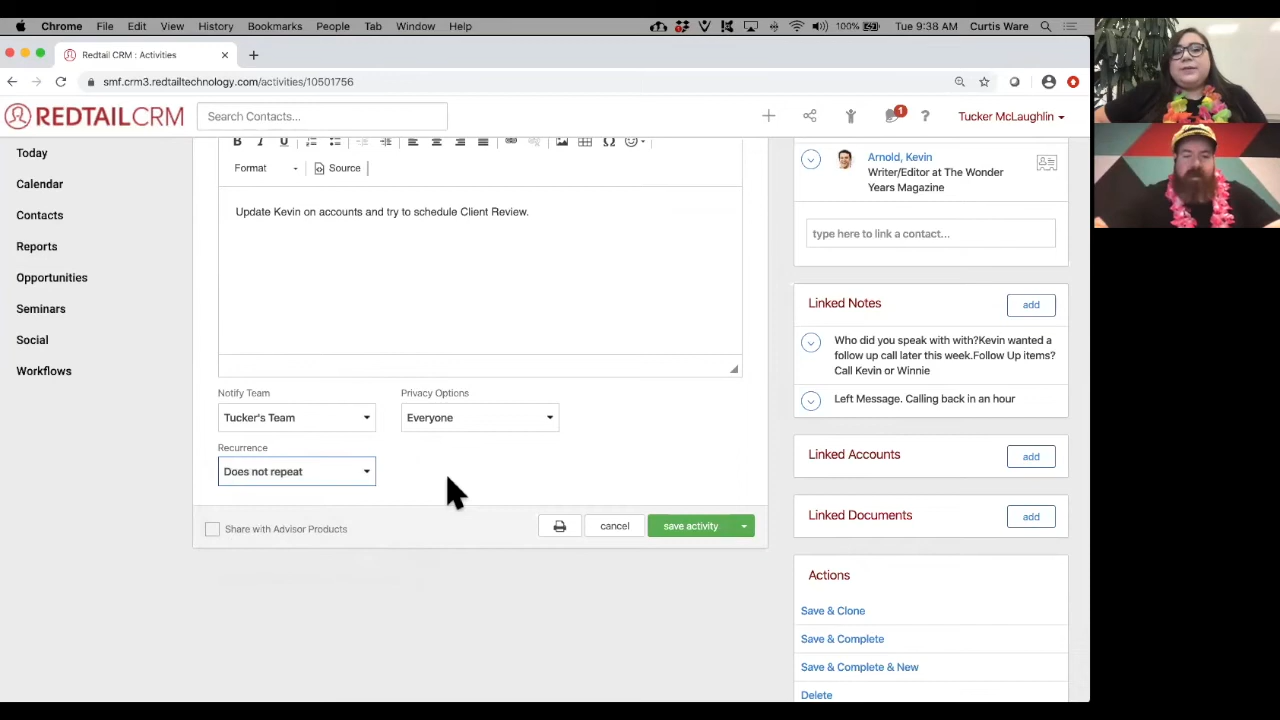 Chrome File Edit View History Bookmarks People Tab Window Help 100% Tue 9:38 AM Curtis Ware
Redtail CRM : Activities
smf.crm3.redtailtechnology.com/activities/10501756
REDTAILCRM Search Contacts... 1 ? Tucker McLaughlin
Today
Calendar
Contacts
Reports
Opportunities
Seminars
Social
Workflows
B I U
Format Source
Update Kevin on accounts and try to schedule Client Review.
Notify Team Privacy Options
Tucker's Team Everyone
Recurrence
Does not repeat
Share with Advisor Products cancel save activity
Arnold, Kevin
Writer/Editor at The Wonder
Years Magazine
type here to link a contact...
Linked Notes add
Who did you speak with with?Kevin wanted a
follow up call later this week.Follow Up items?
Call Kevin or Winnie
Left Message. Calling back in an hour
Linked Accounts add
Linked Documents add
Actions
Save & Clone
Save & Complete
Save & Complete & New
Delete